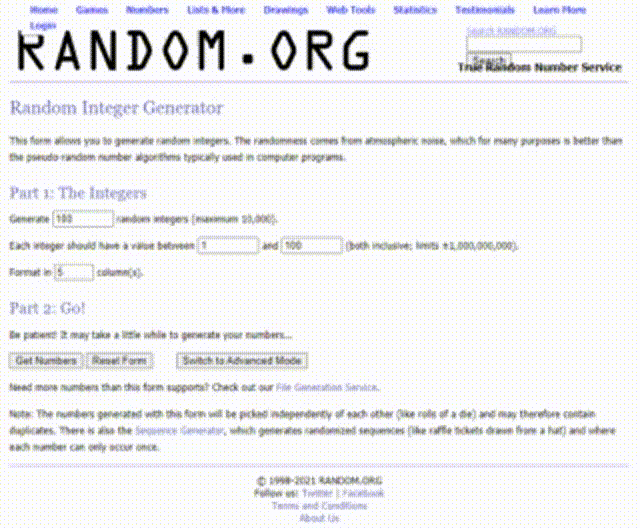 Home Games Numbers Lists & More Drawings Web Tools Statistics Testimonials Learn More
Login
RANDOM.ORG
Search RANDOM.ORG
Search
True Random Number Service
Random Integer Generator
This form allows you to generate random integers. The randomness comes from atmospheric noise, which for many purposes is better than
the pseudo-random number algorithms typically used in computer programs.
Part 1: The Integers
Generate 100 random integers (maximum 10,000).
Each integer should have a value between 1 and 100 (both inclusive; limits ±1,000,000,000).
Format in 5 column(s).
Part 2: Go!
Be patient! It may take a little while to generate your numbers...
Get Numbers Reset Form Switch to Advanced Mode
Need more numbers than this form supports? Check out our File Generation Service.
Note: The numbers generated with this form will be picked independently of each other (like rolls of a die) and may therefore contain
duplicates. There is also the Sequence Generator, which generates randomized sequences (like raffle tickets drawn from a hat) and where
each number can only occur once.
© 1998-2021 RANDOM.ORG
Follow us: Twitter | Facebook
Terms and Conditions
About Us